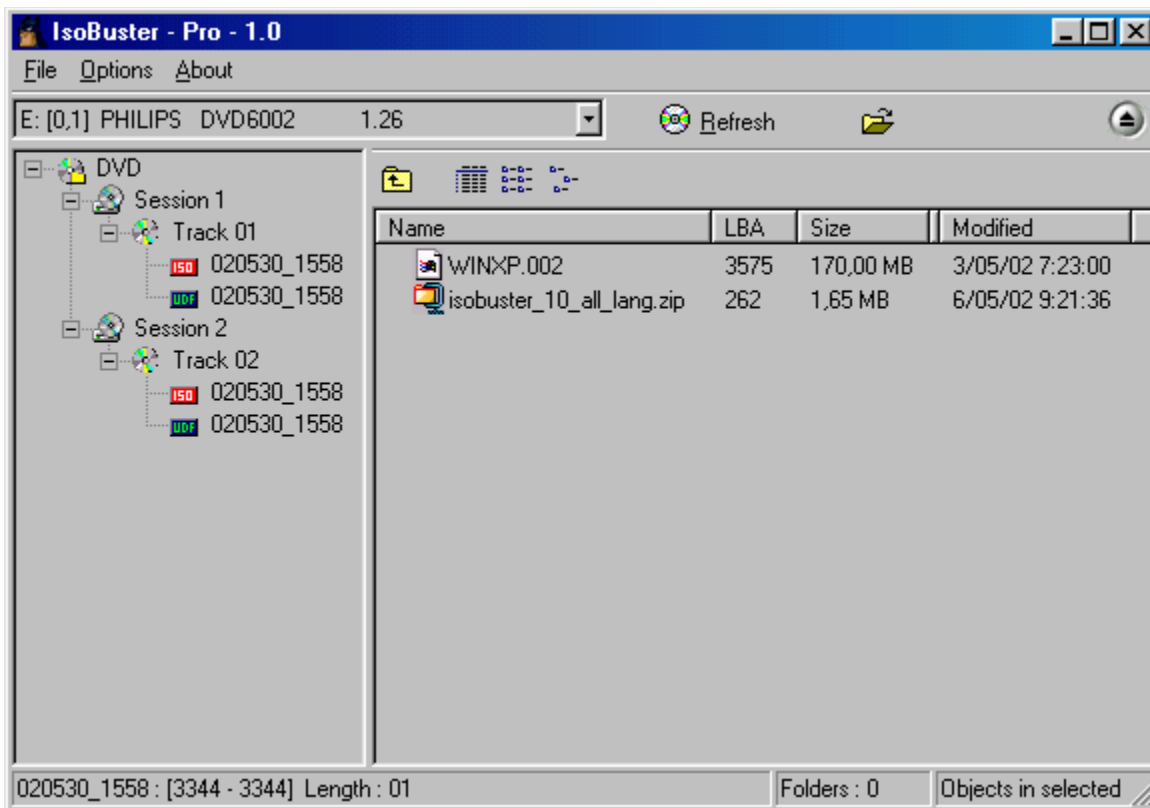 IsoBuster - Pro - 1.0
File Options About
E: [0,1] PHILIPS DVD6002 1.26 Refresh
DVD
Session 1
Track 01
ISO 020530_1558
UDF 020530_1558
Session 2
Track 02
ISO 020530_1558
UDF 020530_1558
Name LBA Size Modified
WINXP.002 3575 170,00 MB 3/05/02 7:23:00
isobuster_10_all_lang.zip 262 1,65 MB 6/05/02 9:21:36
020530_1558 : [3344 - 3344] Length : 01 Folders : 0 Objects in selected